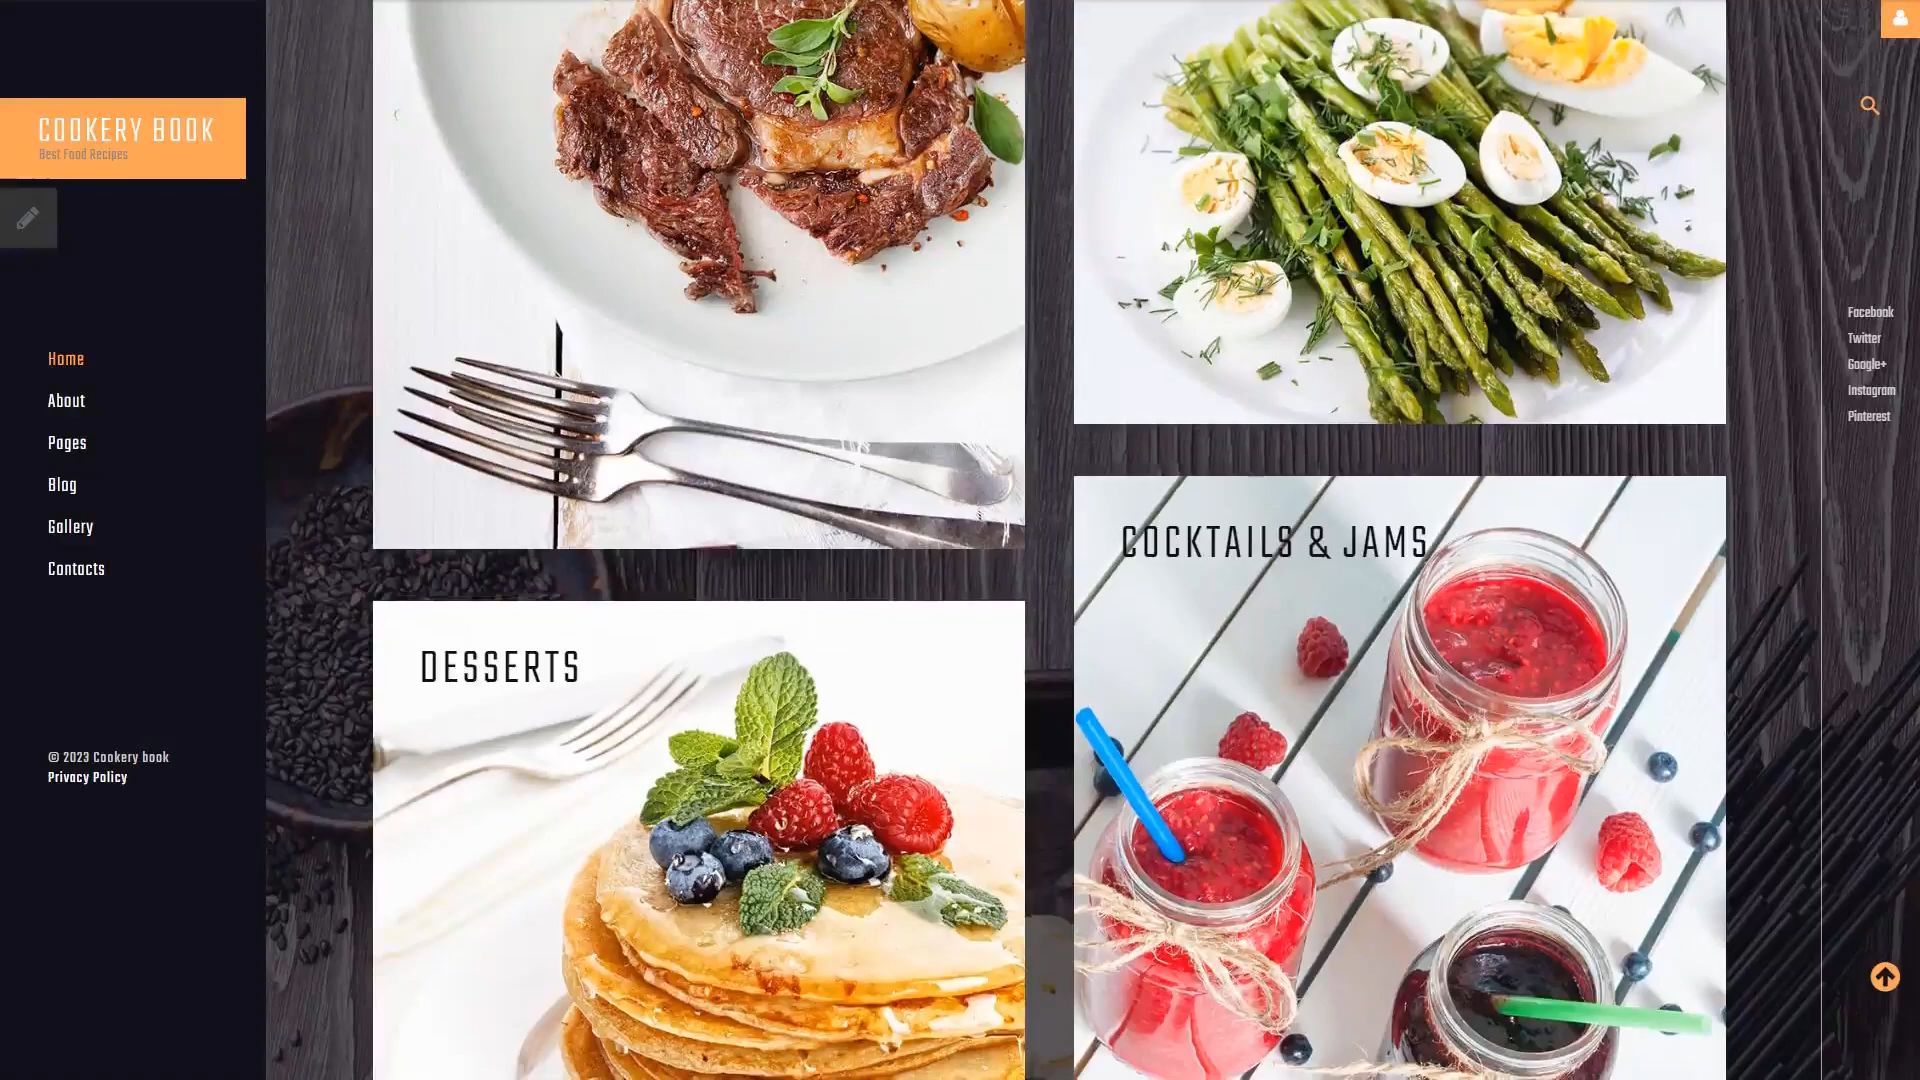 COOKERY BOOK
Best Food Recipes
Home
About
Pages
Blog
Gallery
Contacts
© 2023 Cookery book
Privacy Policy
DESSERTS
COCKTAILS & JAMS
Facebook
Twitter
Google+
Instagram
Pinterest